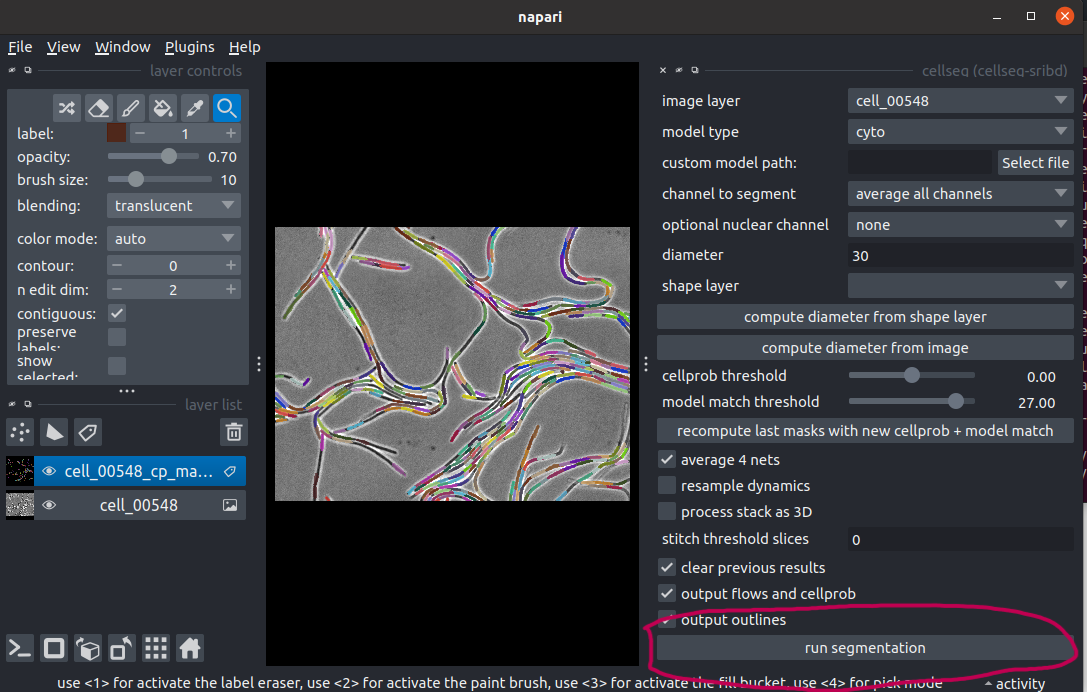 napari
File View Window Plugins Help
layer controls
label: 1
opacity: 0.70
brush size: 10
blending: translucent
color mode: auto
contour: 0
n edit dim: 2
contiguous:
preserve
labels:
show
selected:
layer list
cell_00548_cp_ma...
cell_00548
cellseg (cellseg-sribd)
image layer cell_00548
model type cyto
custom model path: Select file
channel to segment average all channels
optional nuclear channel none
diameter 30
shape layer
compute diameter from shape layer
compute diameter from image
cellprob threshold 0.00
model match threshold 27.00
recompute last masks with new cellprob + model match
average 4 nets
resample dynamics
process stack as 3D
stitch threshold slices 0
clear previous results
output flows and cellprob
output outlines
run segmentation
use <1> for activate the label eraser, use <2> for activate the paint brush, use <3> for activate the fill bucket, use <4> for pick mode
activity